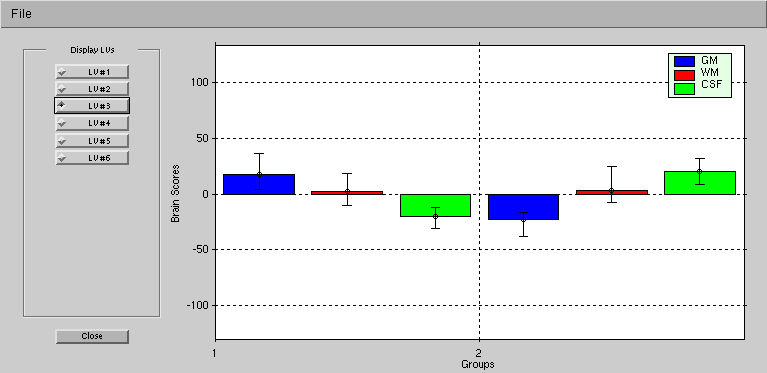 File
Display LVs
LV#1
LV#2
LV#3
LV#4
LV#5
LV#6
Close
Brain Scores
100
50
0
-50
-100
GM
WM
CSF
1
2
Groups